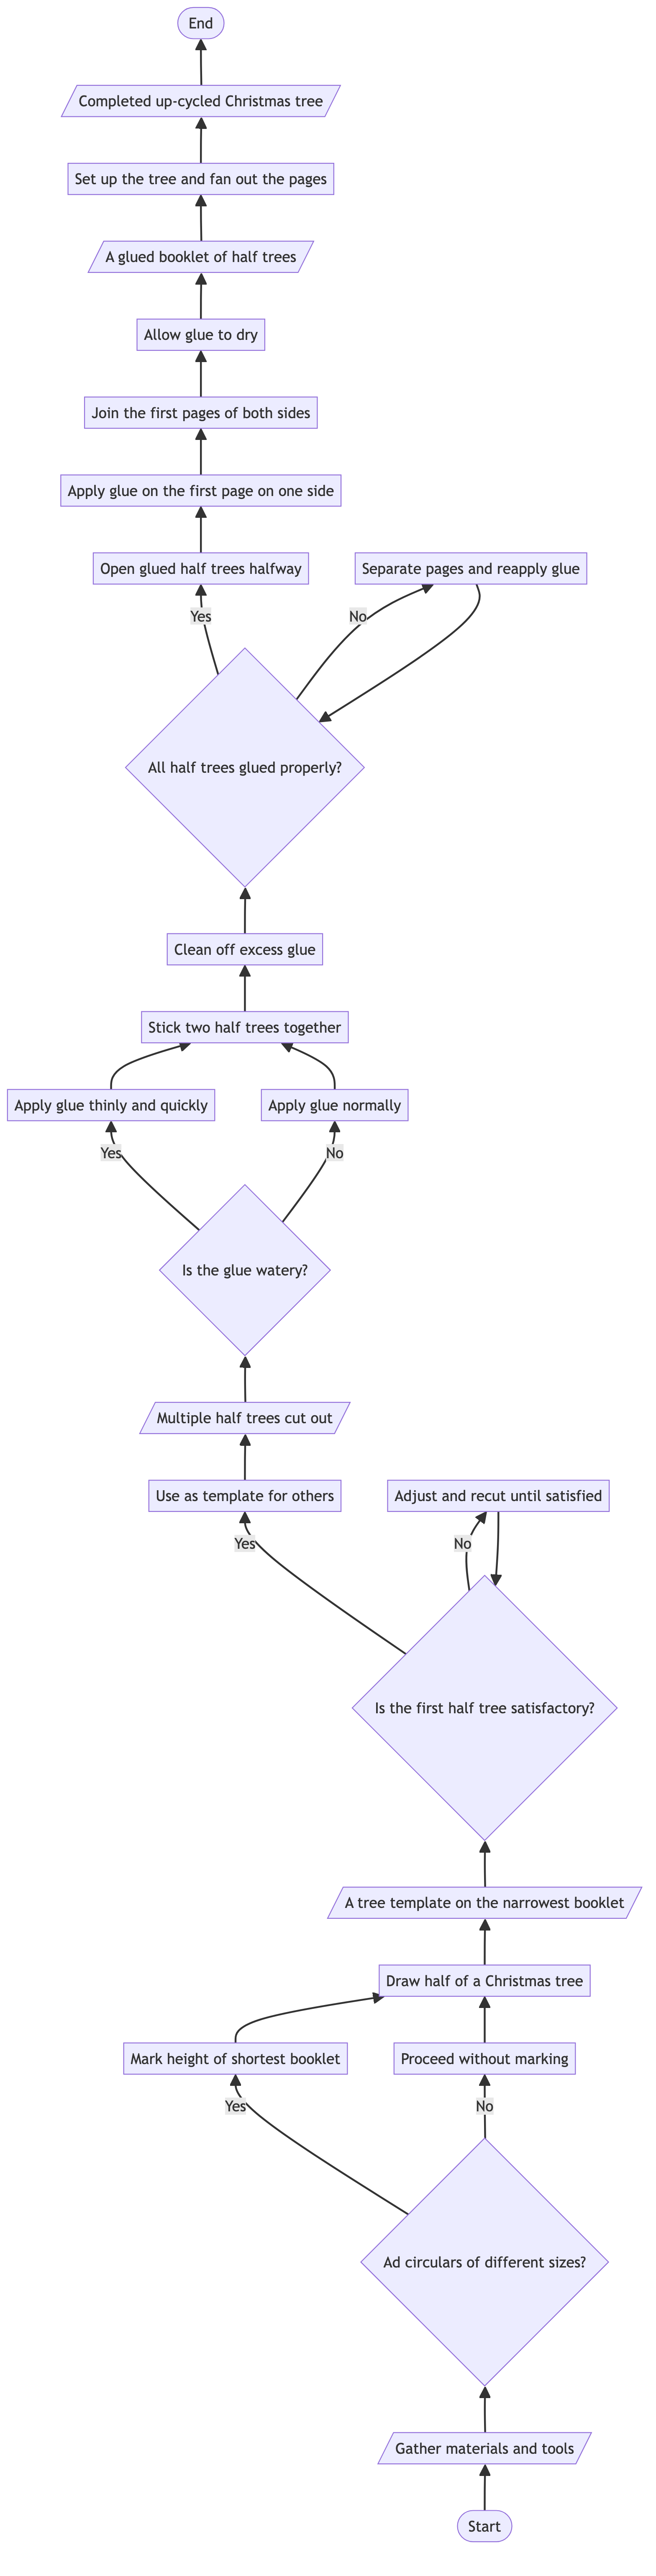 End
Completed up-cycled Christmas tree
Set up the tree and fan out the pages
A glued booklet of half trees
Allow glue to dry
Join the first pages of both sides
Apply glue on the first page on one side
Open glued half trees halfway
Separate pages and reapply glue
Yes
No
All half trees glued properly?
Clean off excess glue
Stick two half trees together
Apply glue thinly and quickly
Apply glue normally
Yes
No
Is the glue watery?
Multiple half trees cut out
Use as template for others
Adjust and recut until satisfied
Yes
No
Is the first half tree satisfactory?
A tree template on the narrowest booklet
Draw half of a Christmas tree
Mark height of shortest booklet
Proceed without marking
Yes
No
Ad circulars of different sizes?
Gather materials and tools
Start